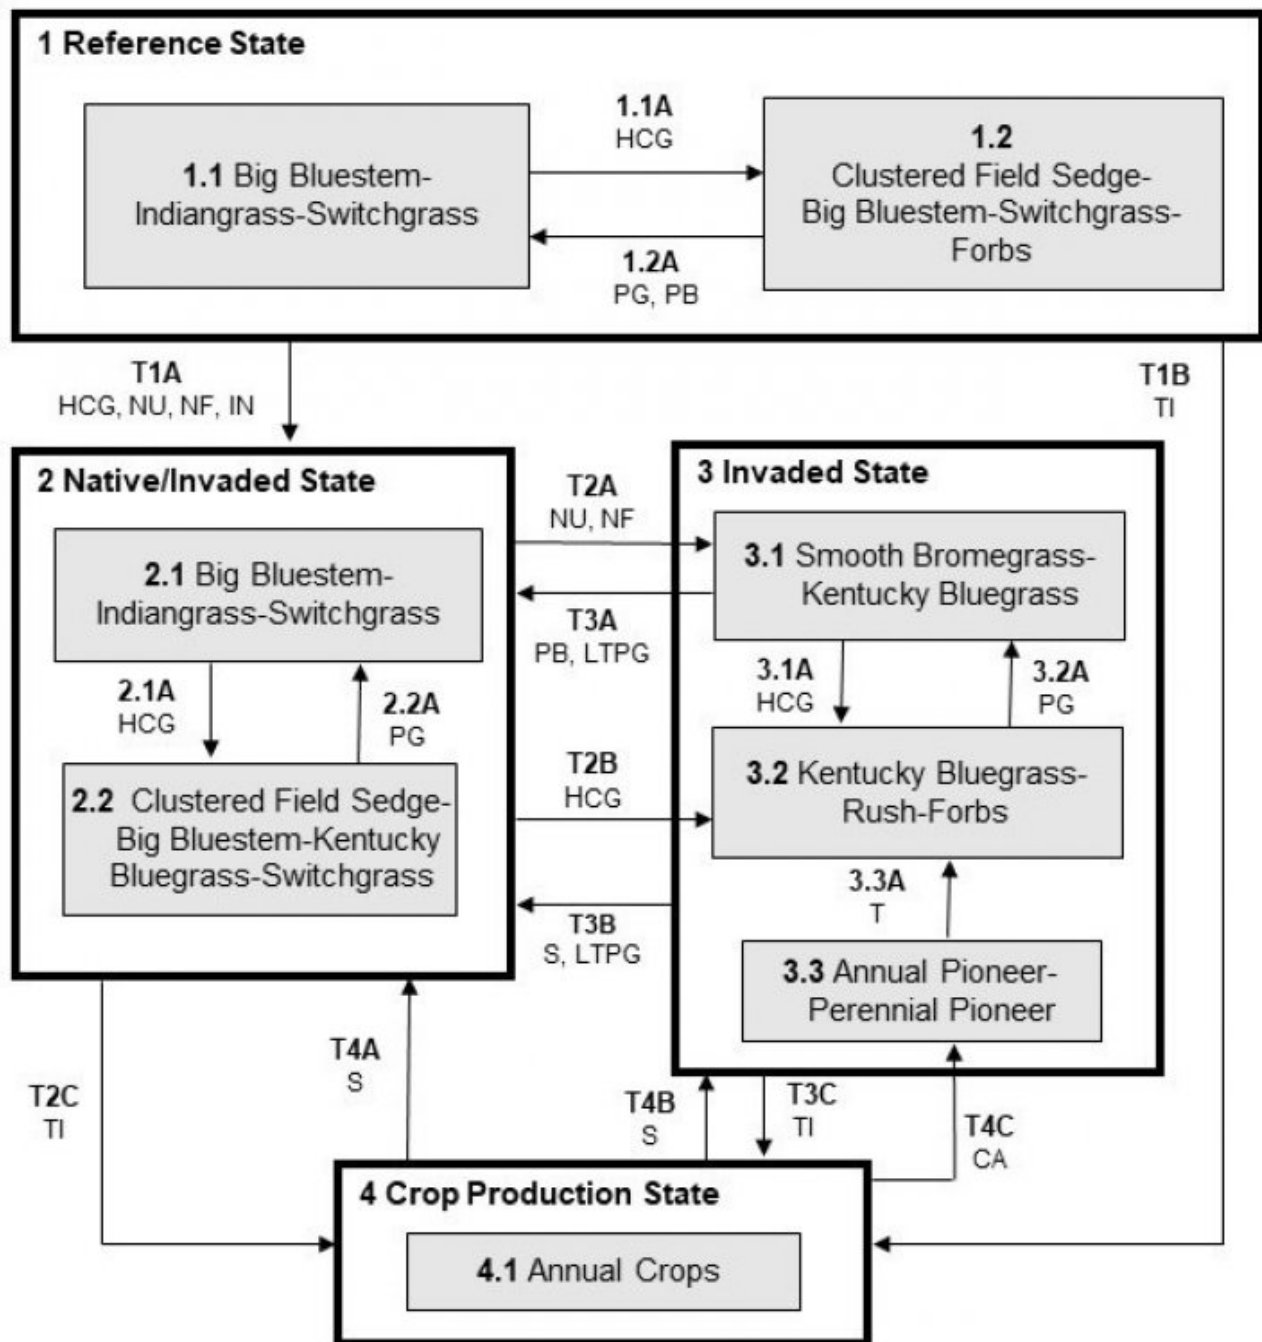 1 Reference State
1.1 Big Bluestem-
Indiangrass-Switchgrass
1.1A
HCG
1.2A
PG, PB
1.2
Clustered Field Sedge-
Big Bluestem-Switchgrass-
Forbs
T1A
HCG, NU, NF, IN
T1B
TI
2 Native/Invaded State
2.1 Big Bluestem-
Indiangrass-Switchgrass
2.1A
HCG
2.2A
PG
2.2 Clustered Field Sedge-
Big Bluestem-Kentucky
Bluegrass-Switchgrass
T2A
NU, NF
T3A
PB, LTPG
T2B
HCG
T3B
S, LTPG
3 Invaded State
3.1 Smooth Bromegrass-
Kentucky Bluegrass
3.1A
HCG
3.2A
PG
3.2 Kentucky Bluegrass-
Rush-Forbs
3.3A
T
3.3 Annual Pioneer-
Perennial Pioneer
T2C
TI
T4A
S
T4B
S
T3C
TI
T4C
CA
4 Crop Production State
4.1 Annual Crops